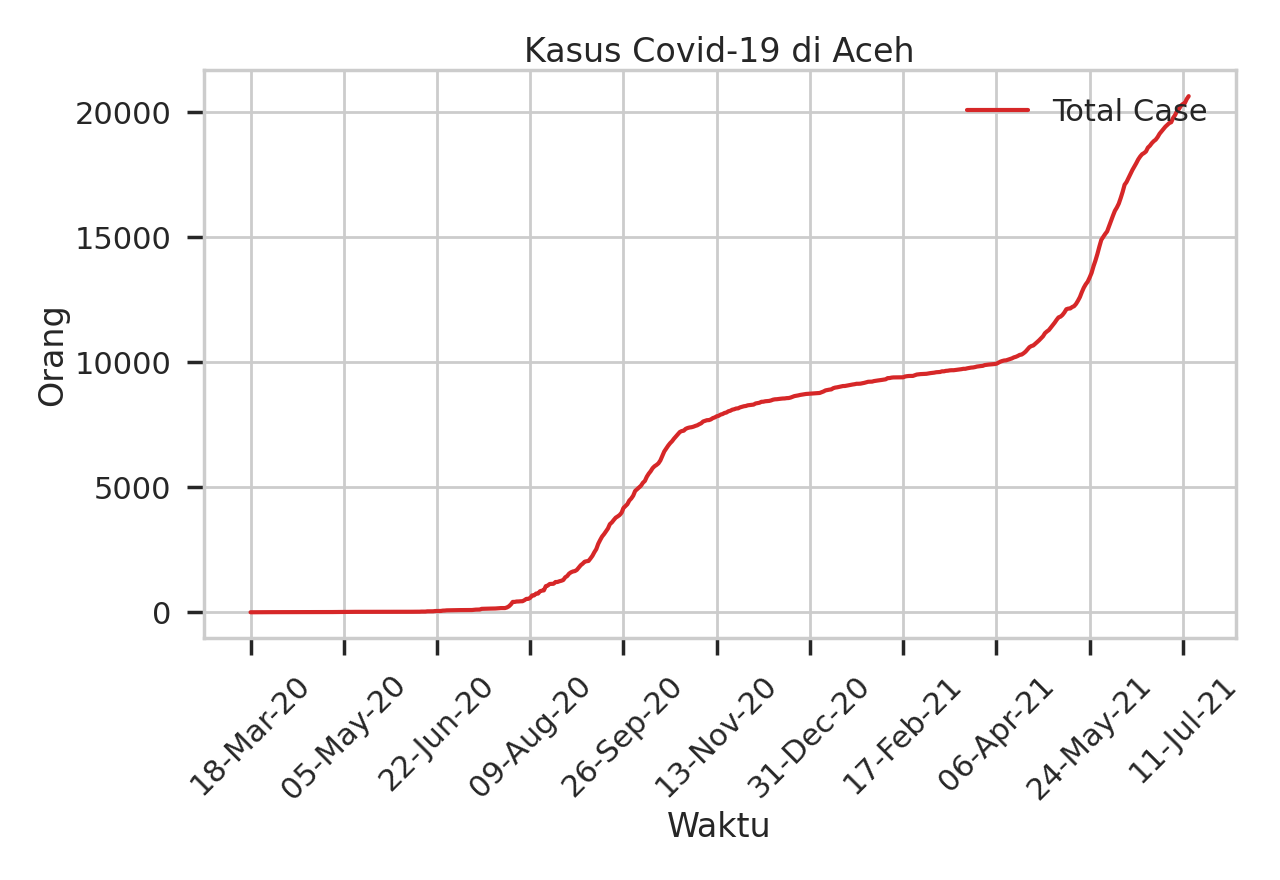 Kasus Covid-19 di Aceh
Total Case
20000
15000
10000
5000
0
Orang
18-Mar-20
05-May-20
22-Jun-20
09-Aug-20
26-Sep-20
13-Nov-20
31-Dec-20
17-Feb-21
06-Apr-21
24-May-21
11-Jul-21
Waktu